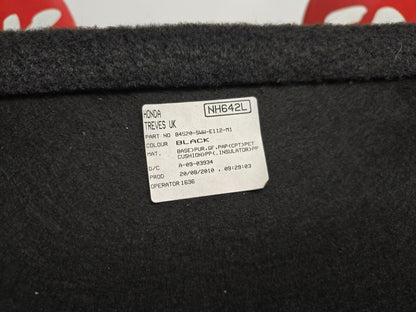 HONDA NH642L
TREVES UK
PART NO 84520-SWW-E112-M1
COLOUR BLACK
MAT. BASE>PUR.GF.PAP(CPT)PET
CUSHION>PP(.INSULATOR)PP
D/C A-09-03934
PROD 20/08/2010 , 09:29:03
OPERATOR 1636